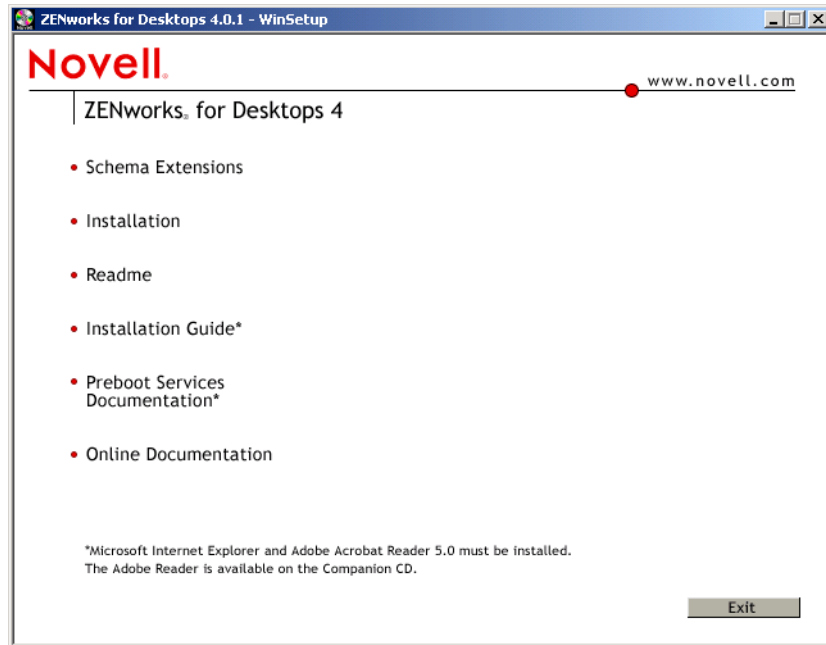 ZENworks for Desktops 4.0.1 - WinSetup
Novell.
www.novell.com
ZENworks® for Desktops 4
Schema Extensions
Installation
Readme
Installation Guide*
Preboot Services
Documentation*
Online Documentation
*Microsoft Internet Explorer and Adobe Acrobat Reader 5.0 must be installed.
The Adobe Reader is available on the Companion CD.
Exit